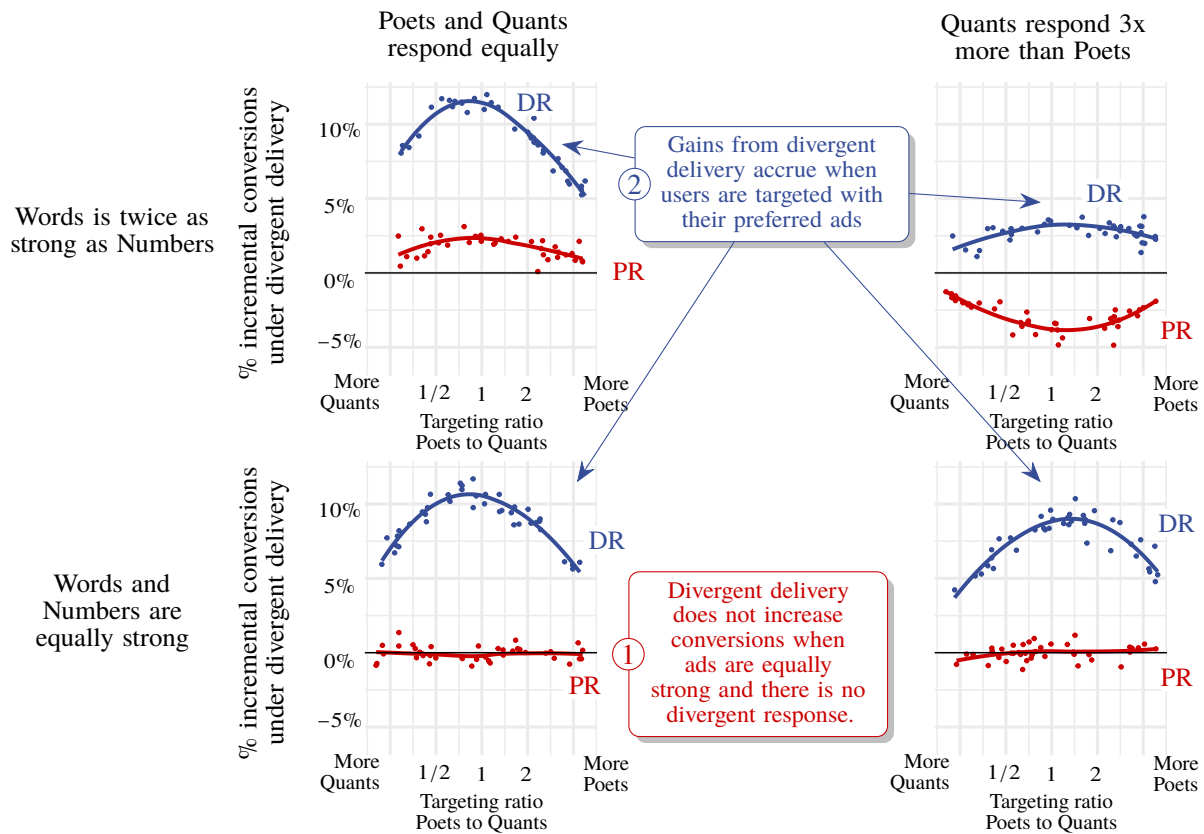 Poets and Quants
respond equally
Quants respond 3x
more than Poets
Words is twice as
strong as Numbers
% incremental conversions
under divergent delivery
10%
5%
0%
−5%
DR
PR
More
Quants
1/2
1
2
More
Poets
Targeting ratio
Poets to Quants
2
Gains from divergent
delivery accrue when
users are targeted with
their preferred ads
DR
PR
More
Quants
1/2
1
2
More
Poets
Targeting ratio
Poets to Quants
Words and
Numbers are
equally strong
% incremental conversions
under divergent delivery
10%
5%
0%
−5%
DR
PR
More
Quants
1/2
1
2
More
Poets
Targeting ratio
Poets to Quants
1
Divergent delivery
does not increase
conversions when
ads are equally
strong and there is no
divergent response.
DR
PR
More
Quants
1/2
1
2
More
Poets
Targeting ratio
Poets to Quants